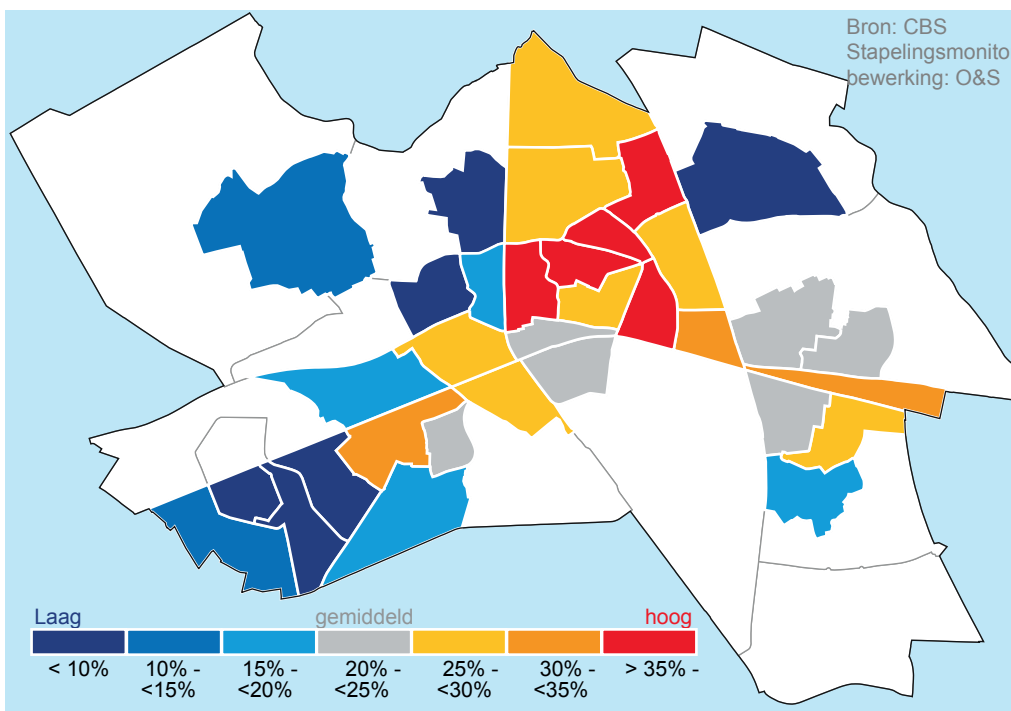 Bron: CBS
Stapelingsmonito
bewerking: O&S
Laag gemiddeld hoog
< 10% 10% - <15% 15% - <20% 20% - <25% 25% - <30% 30% - <35% > 35% -